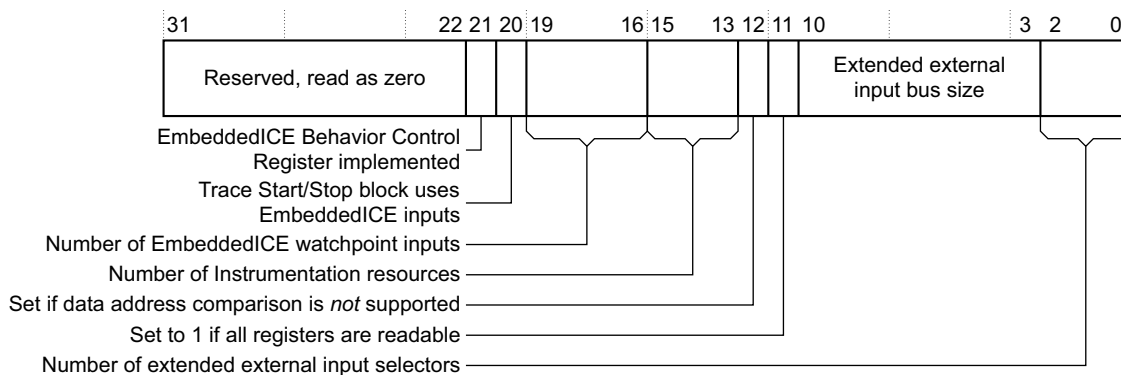 31 22 21 20 19 16 15 13 12 11 10 3 2 0
Reserved, read as zero
Extended external
input bus size
EmbeddedICE Behavior Control
Register implemented
Trace Start/Stop block uses
EmbeddedICE inputs
Number of EmbeddedICE watchpoint inputs
Number of Instrumentation resources
Set if data address comparison is not supported
Set to 1 if all registers are readable
Number of extended external input selectors